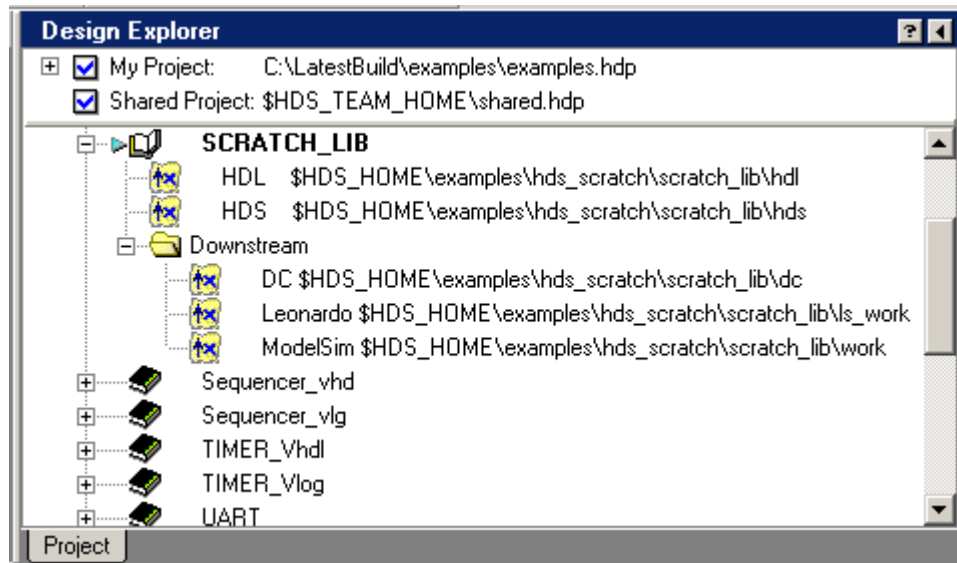 Design Explorer
My Project: C:\LatestBuild\examples\examples.hdp
Shared Project: $HDS_TEAM_HOME\shared.hdp
SCRATCH_LIB
HDL $HDS_HOME\examples\hds_scratch\scratch_lib\hdl
HDS $HDS_HOME\examples\hds_scratch\scratch_lib\hds
Downstream
DC $HDS_HOME\examples\hds_scratch\scratch_lib\dc
Leonardo $HDS_HOME\examples\hds_scratch\scratch_lib\ls_work
ModelSim $HDS_HOME\examples\hds_scratch\scratch_lib\work
Sequencer_vhd
Sequencer_vlg
TIMER_Vhdl
TIMER_Vlog
UART
Project